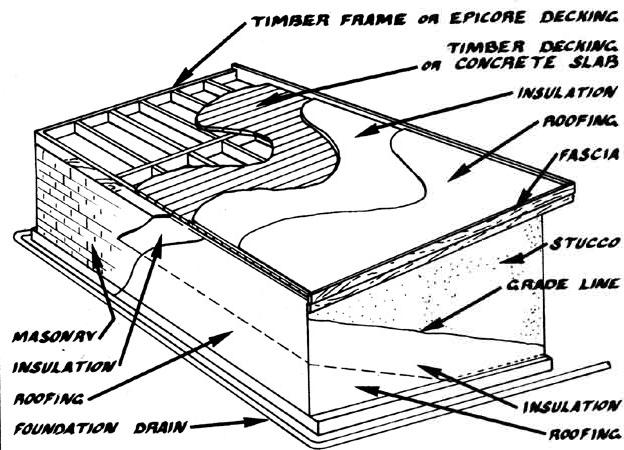 TIMBER FRAME OR EPICORE DECKING
TIMBER DECKING
OR CONCRETE SLAB
INSULATION
ROOFING
FASCIA
STUCCO
GRADE LINE
MASONRY
INSULATION
ROOFING
FOUNDATION DRAIN
INSULATION
ROOFING